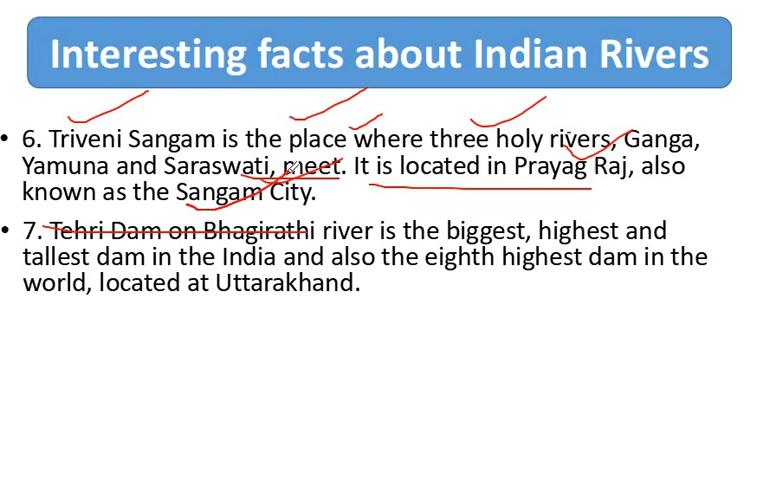 Interesting facts about Indian Rivers
• 6. Triveni Sangam is the place where three holy rivers, Ganga,
Yamuna and Saraswati, meet. It is located in Prayag Raj, also
known as the Sangam City.
• 7. Tehri Dam on Bhagirathi river is the biggest, highest and
tallest dam in the India and also the eighth highest dam in the
world, located at Uttarakhand.